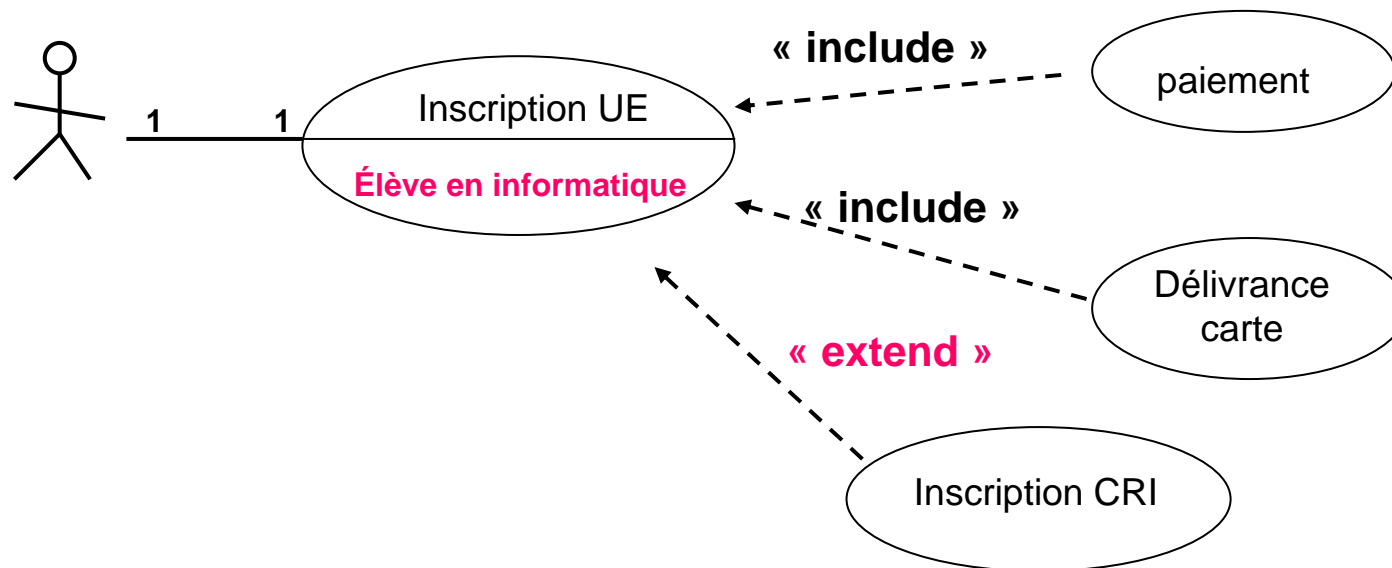 « include »
paiement
1 1
Inscription UE
Élève en informatique
« include »
Délivrance
carte
« extend »
Inscription CRI